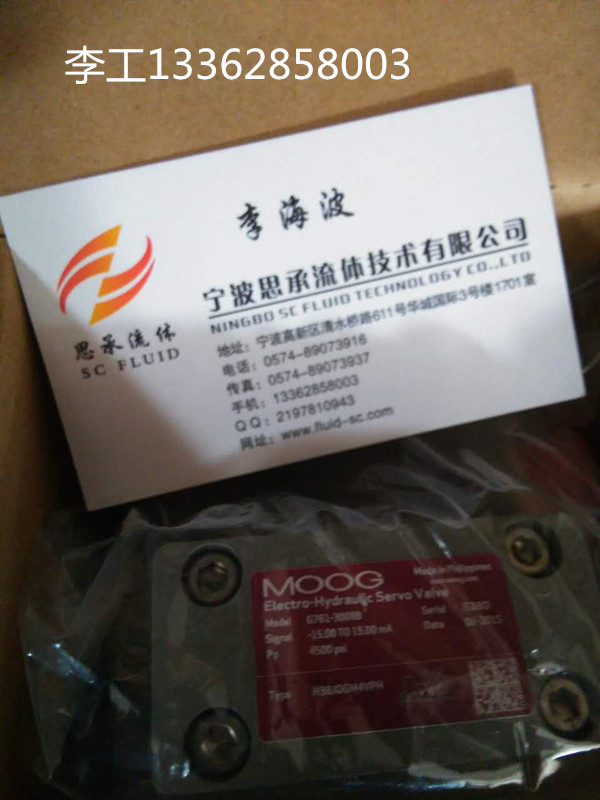 李工13362858003
李海波
宁波思承流体技术有限公司
NINGBO SC FLUID TECHNOLOGY CO.,LTD
地址：宁波高新区清水桥路611号华城国际3号楼1701室
电话：0574-89073916
传真：0574-89073937
手机：13362858003
QQ：2197810943
网址：www.fluid-sc.com
思承流体
SC FLUID
MOOG
Made in Philippines
Electro-Hydraulic Servo Valve
Model
Serial
Signal -15.00 TO 15.00 mA
Date
Pp 4500 psi
Type